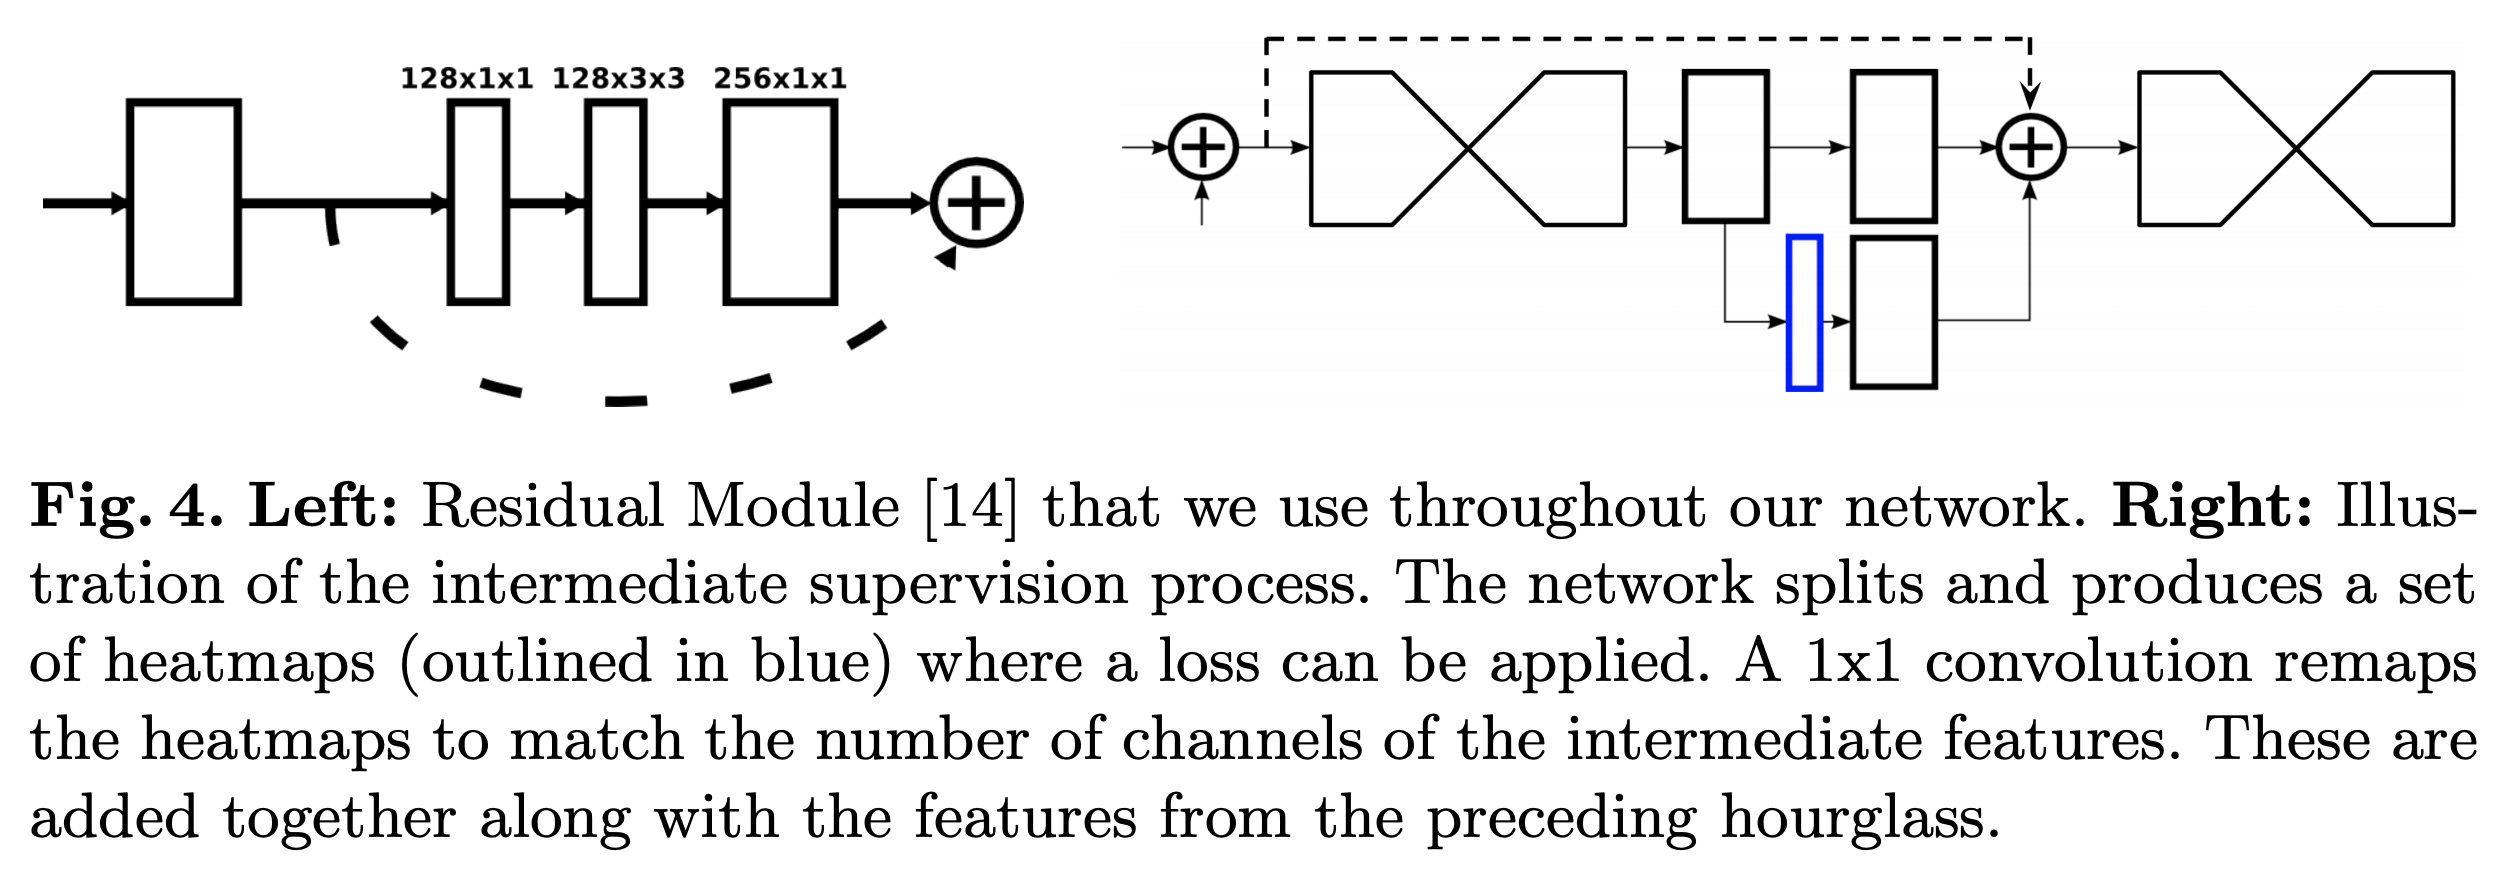 128x1x1 128x3x3 256x1x1
Fig. 4. Left: Residual Module [14] that we use throughout our network. Right: Illus-
tration of the intermediate supervision process. The network splits and produces a set
of heatmaps (outlined in blue) where a loss can be applied. A 1x1 convolution remaps
the heatmaps to match the number of channels of the intermediate features. These are
added together along with the features from the preceding hourglass.